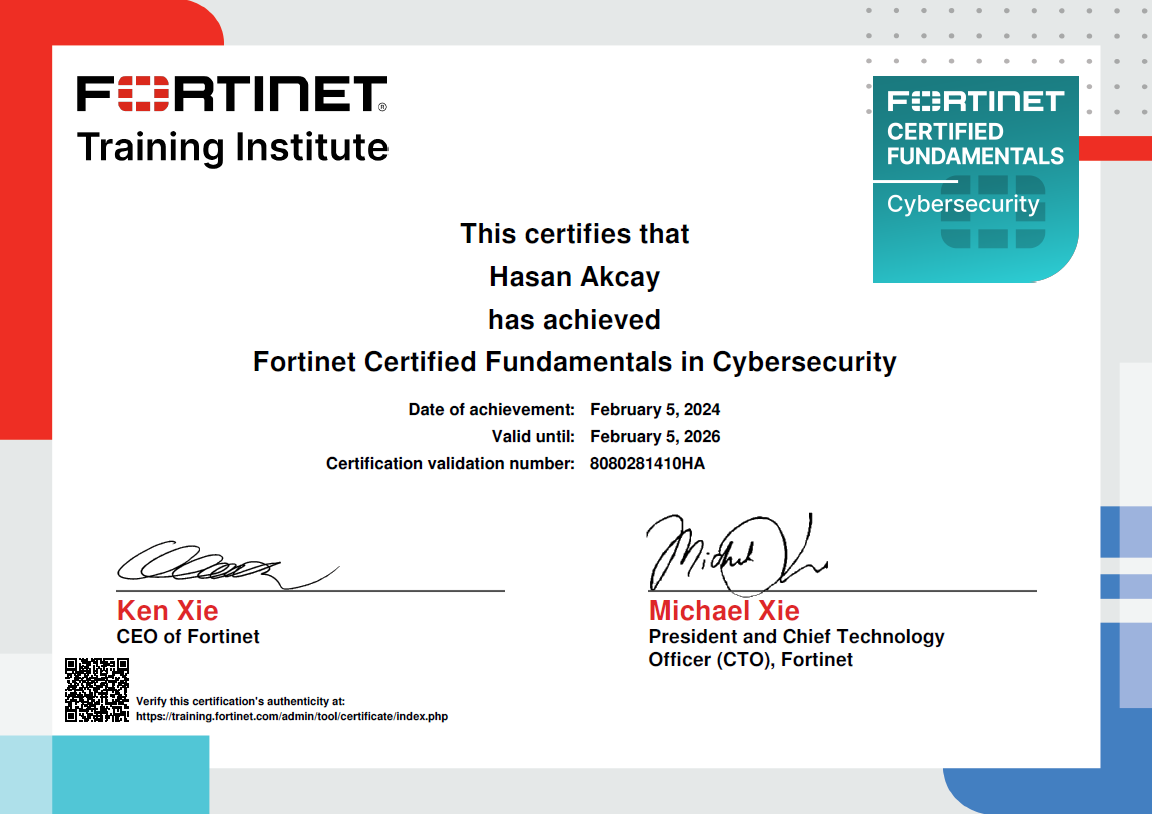 FORTINET®
Training Institute
FORTINET
CERTIFIED
FUNDAMENTALS
Cybersecurity
This certifies that
Hasan Akcay
has achieved
Fortinet Certified Fundamentals in Cybersecurity
Date of achievement: February 5, 2024
Valid until: February 5, 2026
Certification validation number: 8080281410HA
Ken Xie
CEO of Fortinet
Michael Xie
President and Chief Technology
Officer (CTO), Fortinet
Verify this certification's authenticity at:
https://training.fortinet.com/admin/tool/certificate/index.php